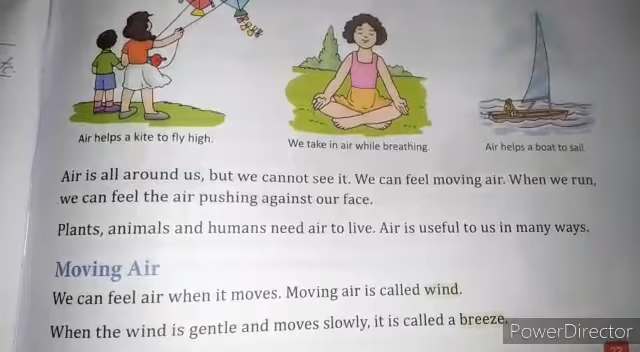 Air helps a kite to fly high.
We take in air while breathing.
Air helps a boat to sail.
Air is all around us, but we cannot see it. We can feel moving air. When we run,
we can feel the air pushing against our face.
Plants, animals and humans need air to live. Air is useful to us in many ways.
Moving Air
We can feel air when it moves. Moving air is called wind.
When the wind is gentle and moves slowly, it is called a breeze.
PowerDirector